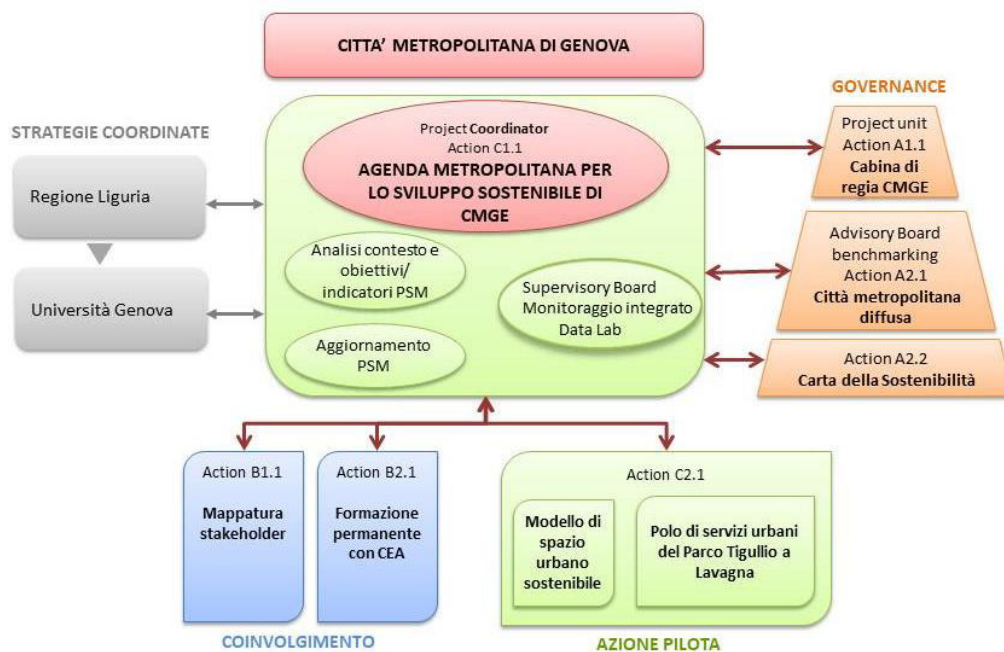 CITTA' METROPOLITANA DI GENOVA
STRATEGIE COORDINATE
Regione Liguria
Università Genova
Project Coordinator
Action C1.1
AGENDA METROPOLITANA PER
LO SVILUPPO SOSTENIBILE DI
CMGE
Analisi contesto e
obiettivi/
indicatori PSM
Aggiornamento
PSM
Supervisory Board
Monitoraggio integrato
Data Lab
GOVERNANCE
Project unit
Action A1.1
Cabina di
regia CMGE
Advisory Board
benchmarking
Action A2.1
Città metropolitana
diffusa
Action A2.2
Carta della Sostenibilità
Action B1.1
Mappatura
stakeholder
Action B2.1
Formazione
permanente
con CEA
COINVOLGIMENTO
Action C2.1
Modello di
spazio
urbano
sostenibile
Polo di servizi urbani
del Parco Tigullio a
Lavagna
AZIONE PILOTA